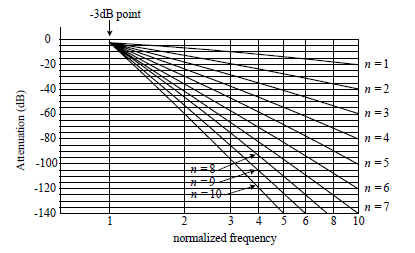 -3dB point
Attenuation (dB)
0
-20
-40
-60
-80
-100
-120
-140
n = 1
n = 2
n = 3
n = 4
n = 5
n = 6
n = 7
n = 8
n = 9
n = 10
1 2 3 4 5 6 8 10
normalized frequency